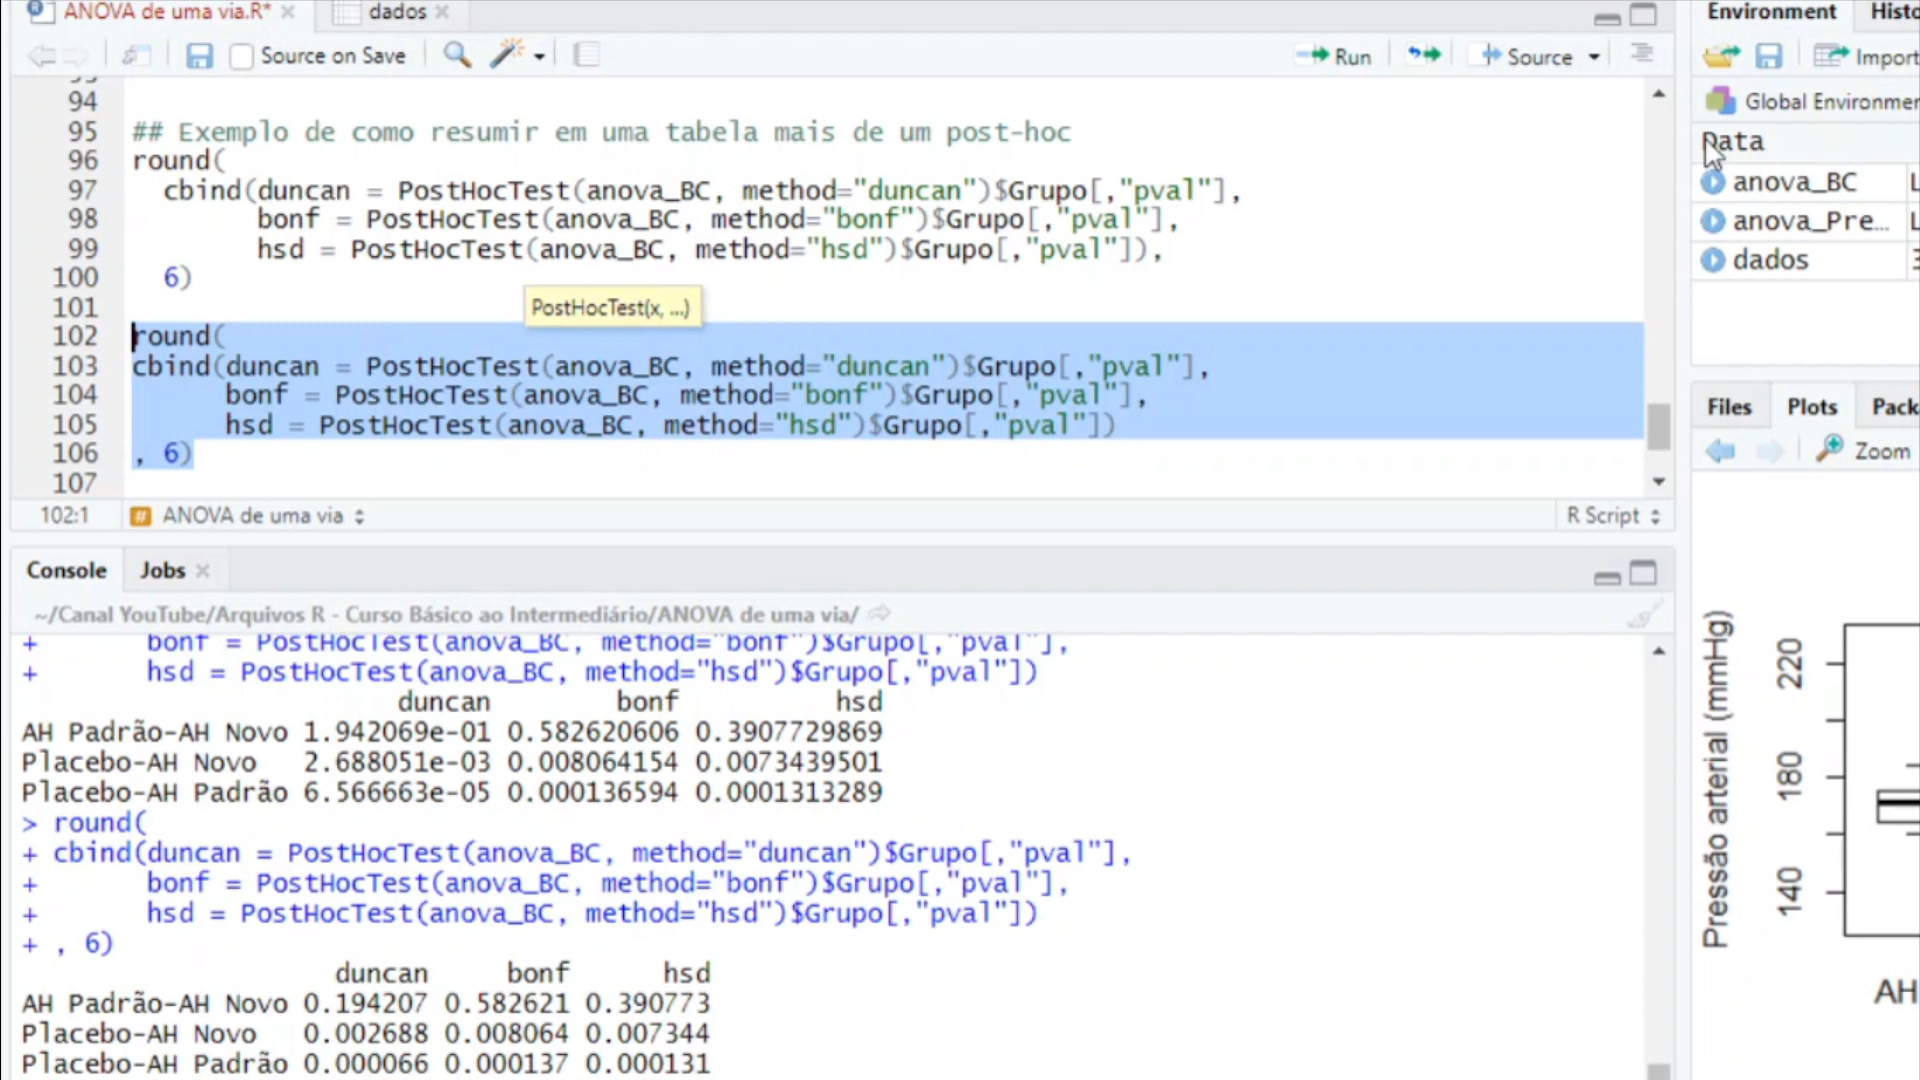 ANOVA de uma via.R*
dados
Source on Save
Run
Source
94
95 ## Exemplo de como resumir em uma tabela mais de um post-hoc
96 round(
97 cbind(duncan = PostHocTest(anova_BC, method="duncan")$Grupo[,"pval"],
98 bonf = PostHocTest(anova_BC, method="bonf")$Grupo[,"pval"],
99 hsd = PostHocTest(anova_BC, method="hsd")$Grupo[,"pval"]),
100 6)
101
PostHocTest(x, ...)
102 round(
103 cbind(duncan = PostHocTest(anova_BC, method="duncan")$Grupo[,"pval"],
104 bonf = PostHocTest(anova_BC, method="bonf")$Grupo[,"pval"],
105 hsd = PostHocTest(anova_BC, method="hsd")$Grupo[,"pval"])
106 , 6)
107
102:1 # ANOVA de uma via
R Script
Console
Jobs
~/Canal YouTube/Arquivos R - Curso Básico ao Intermediário/ANOVA de uma via/
+ bonf = PostHocTest(anova_BC, method="bonf")$Grupo[,"pval"],
+ hsd = PostHocTest(anova_BC, method="hsd")$Grupo[,"pval"])
duncan bonf hsd
AH Padrão-AH Novo 1.942069e-01 0.582620606 0.3907729869
Placebo-AH Novo 2.688051e-03 0.008064154 0.0073439501
Placebo-AH Padrão 6.566663e-05 0.000136594 0.0001313289
> round(
+ cbind(duncan = PostHocTest(anova_BC, method="duncan")$Grupo[,"pval"],
+ bonf = PostHocTest(anova_BC, method="bonf")$Grupo[,"pval"],
+ hsd = PostHocTest(anova_BC, method="hsd")$Grupo[,"pval"])
+ , 6)
duncan bonf hsd
AH Padrão-AH Novo 0.194207 0.582621 0.390773
Placebo-AH Novo 0.002688 0.008064 0.007344
Placebo-AH Padrão 0.000066 0.000137 0.000131
Environment
Histo
Import
Global Environmer
Data
anova_BC L
anova_Pre... L
dados 3
Files
Plots
Pack
Zoom
Pressão arterial (mmHg)
220
180
140
AH